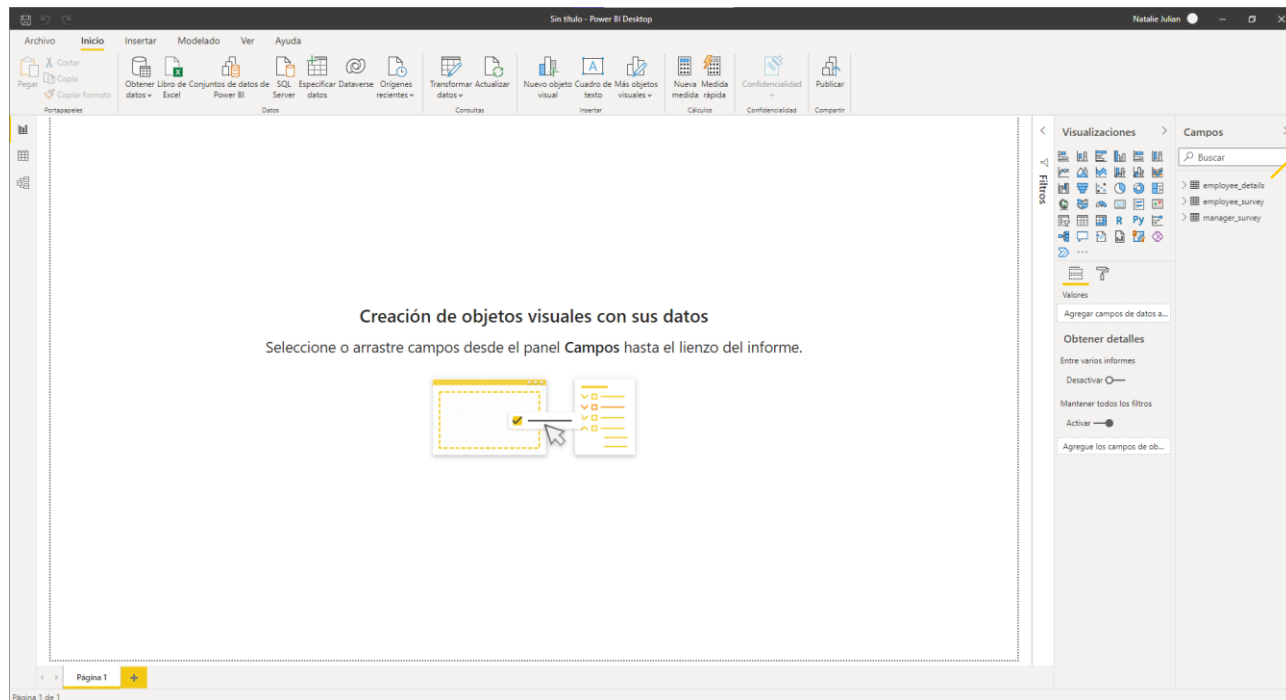 Sin título - Power BI Desktop
Natalie Julian
Archivo Inicio Insertar Modelado Ver Ayuda
Pegar
Cortar
Copia
Copiar formato
Portapapeles
Obtener datos
Libro de Excel
Conjuntos de datos de Power BI
SQL Server
Especificar datos
Dataverse
Orígenes recientes
Datos
Transformar datos
Actualizar
Consultas
Nuevo objeto visual
Cuadro de texto
Más objetos visuales
Insertar
Nueva medida
Medida rápida
Cálculos
Confidencialidad
Confidencialidad
Publicar
Compartir
Creación de objetos visuales con sus datos
Seleccione o arrastre campos desde el panel Campos hasta el lienzo del informe.
Filtros
Visualizaciones
R Py
Valores
Agregar campos de datos a...
Obtener detalles
Entre varios informes
Desactivar
Mantener todos los filtros
Activar
Agregue los campos de ob...
Campos
Buscar
employee_details
employee_survey
manager_survey
Página 1
Página 1 de 1